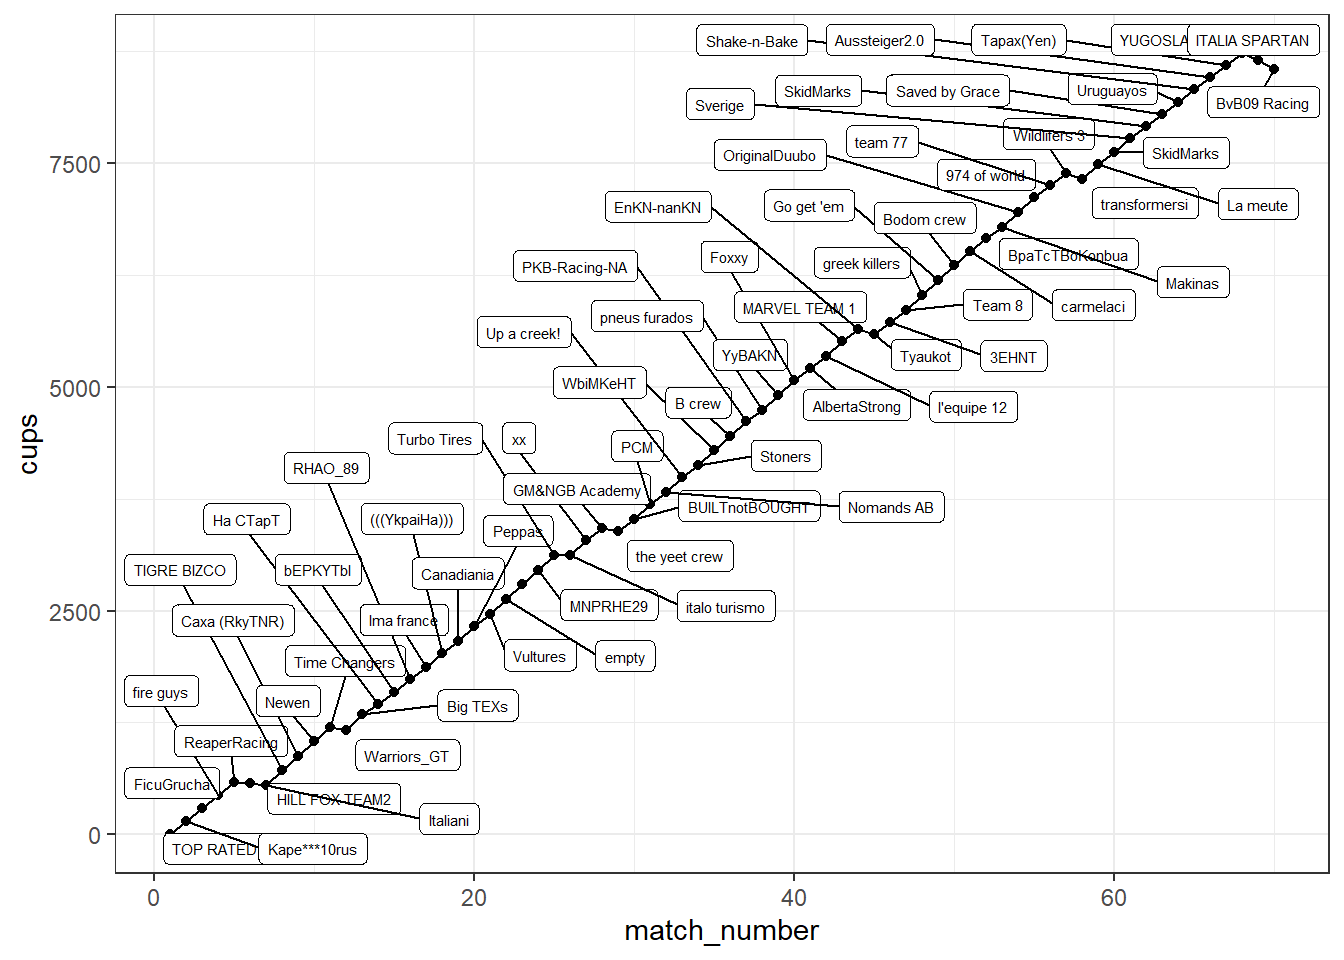 Shake-n-Bake
Aussteiger2.0
Tapax(Yen)
YUGOSLA
ITALIA SPARTAN
SkidMarks
Saved by Grace
Uruguayos
BvB09 Racing
Sverige
team 77
Wildlifers 3
OriginalDuubo
SkidMarks
7500
974 of world
EnKN-nanKN
Go get 'em
transformersi
La meute
Bodom crew
Foxxy
PKB-Racing-NA
greek killers
BpaTcTBoKonbua
Makinas
MARVEL TEAM 1
Team 8
carmelaci
pneus furados
Up a creek!
YyBAKN
Tyaukot
3EHNT
WbiMKeHT
5000
B crew
AlbertaStrong
l'equipe 12
Turbo Tires
xx
PCM
cups
Stoners
RHAO_89
GM&NGB Academy
BUILTnotBOUGHT
Nomands AB
Ha CTapT
(((YkpaiHa)))
Peppas
the yeet crew
TIGRE BIZCO
bEPKYTbI
Canadiania
2500
MNPRHE29
italo turismo
Caxa (RkyTNR)
Ima france
Vultures
empty
Time Changers
fire guys
Newen
Big TEXs
ReaperRacing
Warriors_GT
FicuGrucha
HILL FOX TEAM2
Italiani
0
TOP RATED
Kape***10rus
0
20
40
60
match_number